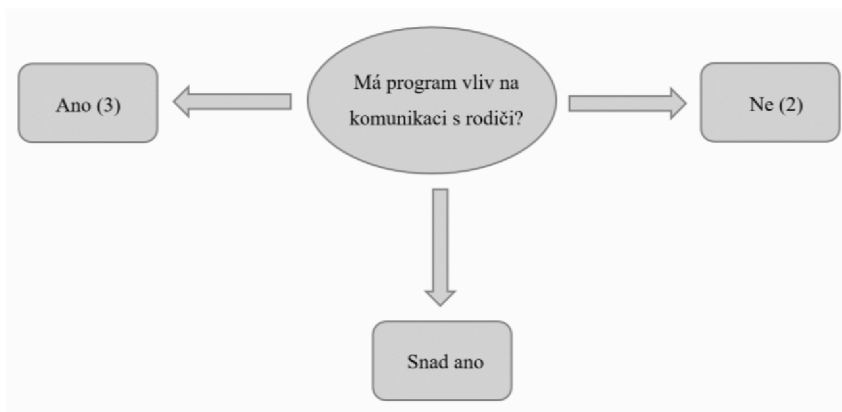 Má program vliv na
komunikaci s rodiči?
Ano (3)
Ne (2)
Snad ano